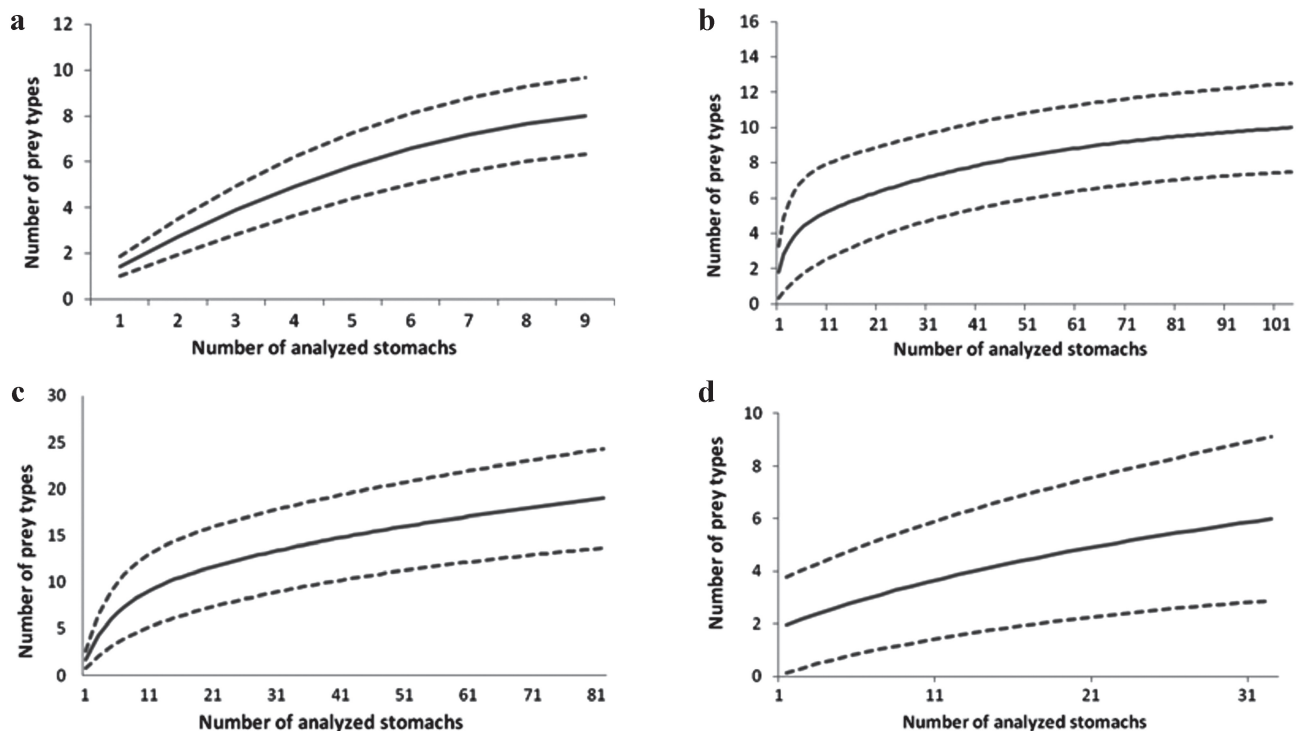 a
Number of prey types
12
10
8
6
4
2
0
1 2 3 4 5 6 7 8 9
Number of analyzed stomachs
b
Number of prey types
16
14
12
10
8
6
4
2
0
1 11 21 31 41 51 61 71 81 91 101
Number of analyzed stomachs
c
Number of prey types
30
25
20
15
10
5
0
1 11 21 31 41 51 61 71 81
Number of analyzed stomachs
d
Number of prey types
10
8
6
4
2
0
1 11 21 31
Number of analyzed stomachs